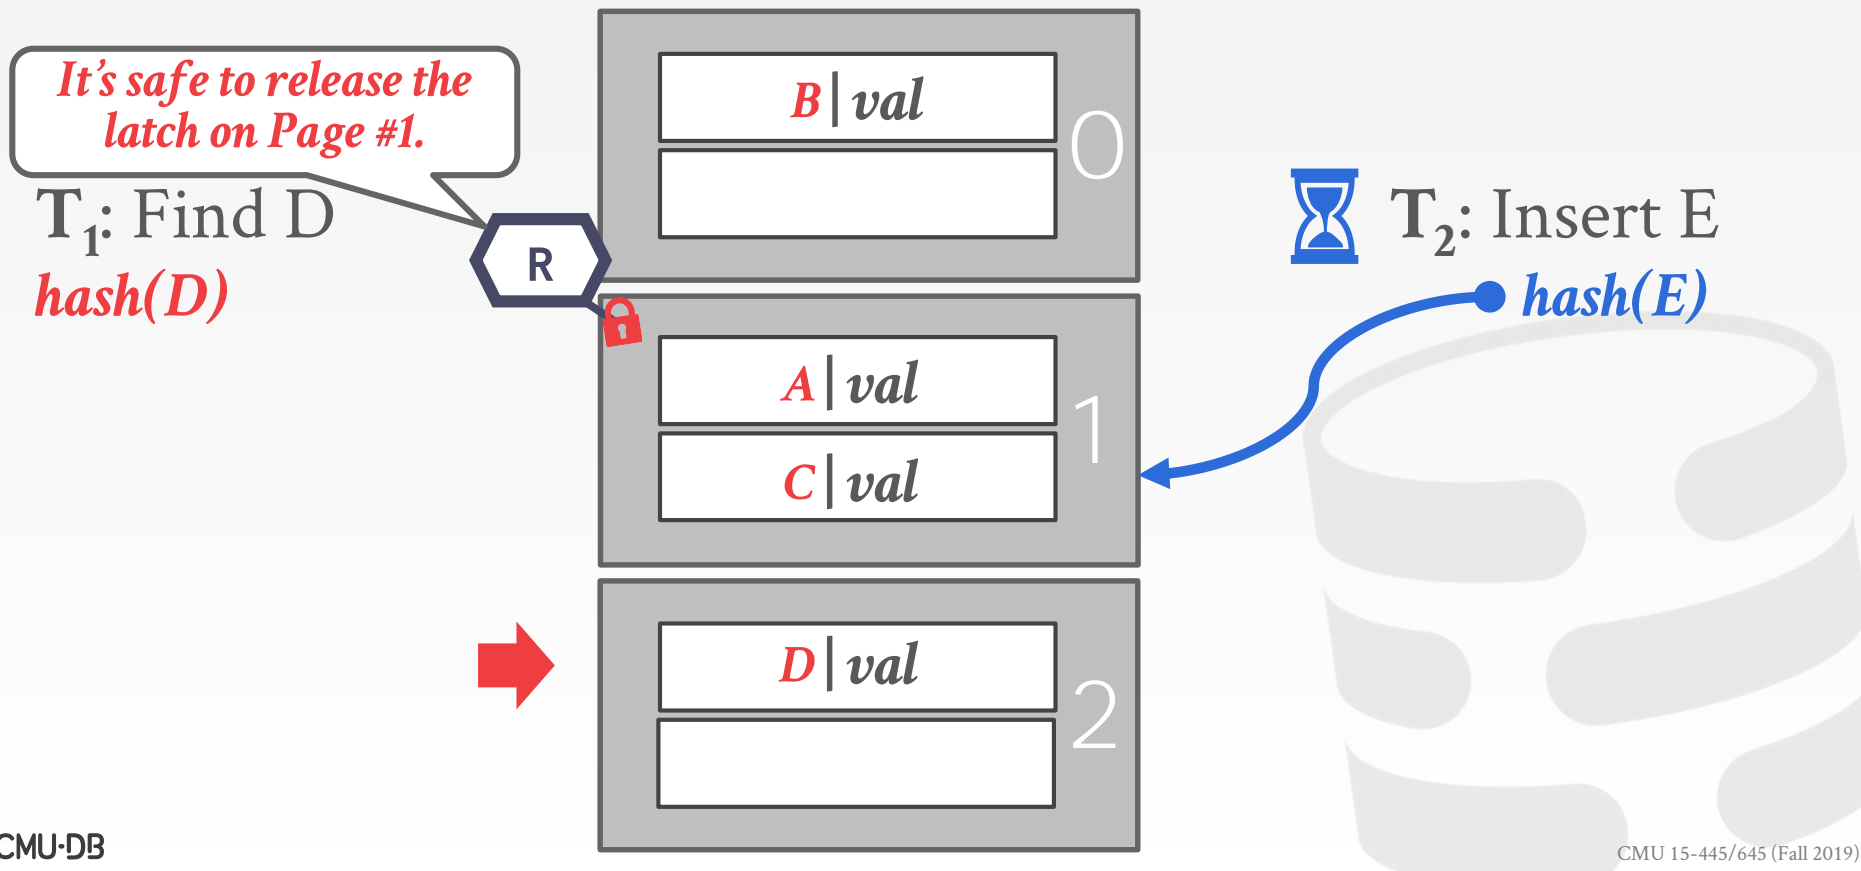 It's safe to release the
latch on Page #1.
T1: Find D
hash(D)
R
B|val
0
A|val
C|val
1
D|val
2
T2: Insert E
hash(E)
CMU·DB
CMU 15-445/645 (Fall 2019)